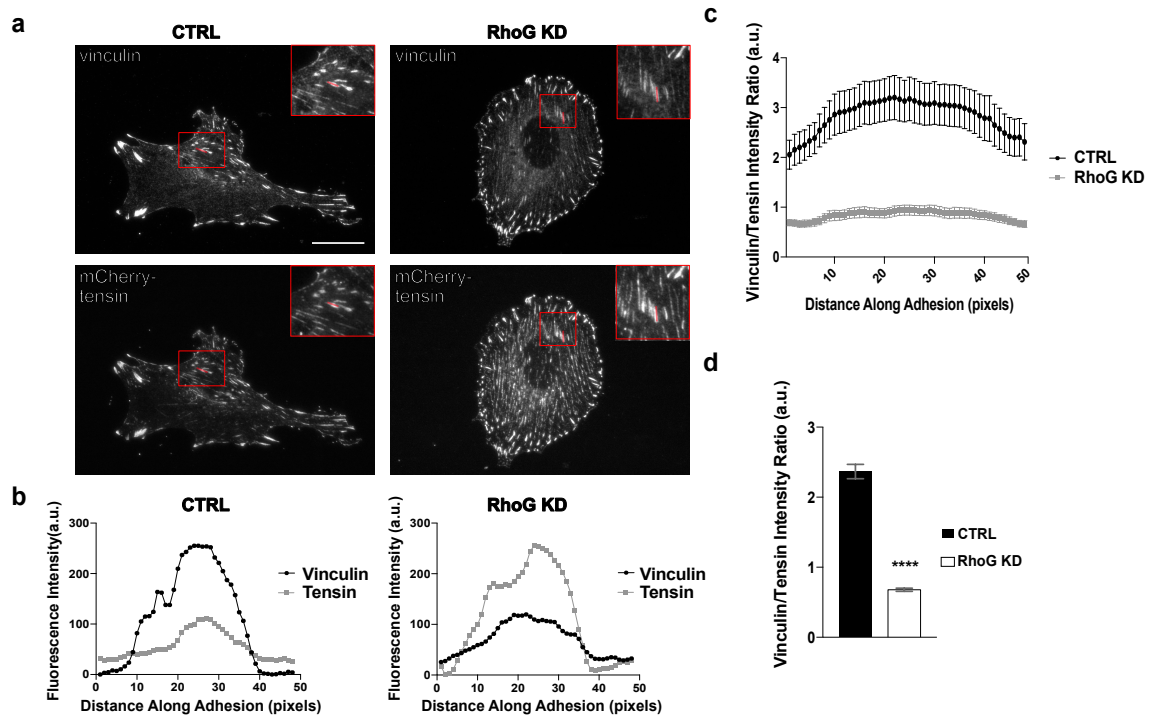 a
CTRL
RhoG KD
vinculin
vinculin
mCherry-
tensin
mCherry-
tensin
b
CTRL
Fluorescence Intensity(a.u.)
300
200
100
0
0
10
20
30
40
50
Distance Along Adhesion (pixels)
Vinculin
Tensin
RhoG KD
Fluorescence Intensity (a.u.)
300
200
100
0
0
10
20
30
40
50
Distance Along Adhesion (pixels)
Vinculin
Tensin
c
Vinculin/Tensin Intensity Ratio (a.u.)
4
3
2
1
0
10
20
30
40
50
Distance Along Adhesion (pixels)
CTRL
RhoG KD
d
Vinculin/Tensin Intensity Ratio (a.u.)
3
2
1
0
****
CTRL
RhoG KD